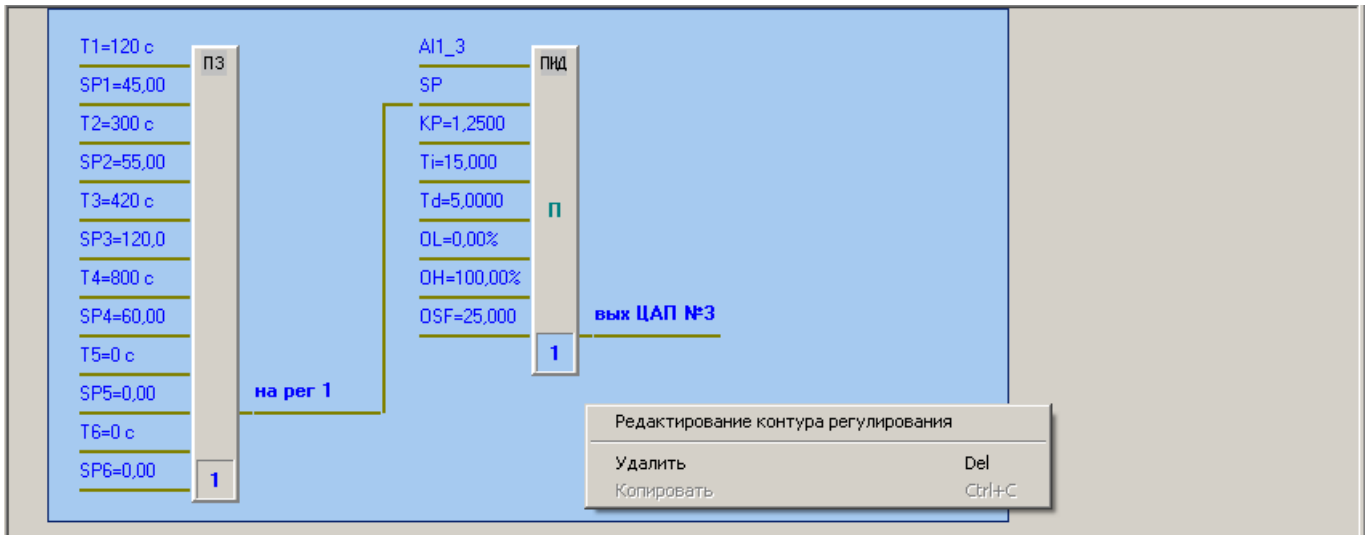 T1=120 с
ПЗ
SP1=45,00
T2=300 с
SP2=55,00
T3=420 с
SP3=120,0
T4=800 с
SP4=60,00
T5=0 с
SP5=0,00
T6=0 с
SP6=0,00
1
на рег 1
AI1_3
ПИД
SP
KP=1,2500
Ti=15,000
Td=5,0000
П
OL=0,00%
OH=100,00%
OSF=25,000
1
вых ЦАП №3
Редактирование контура регулирования
Удалить Del
Копировать Ctrl+C